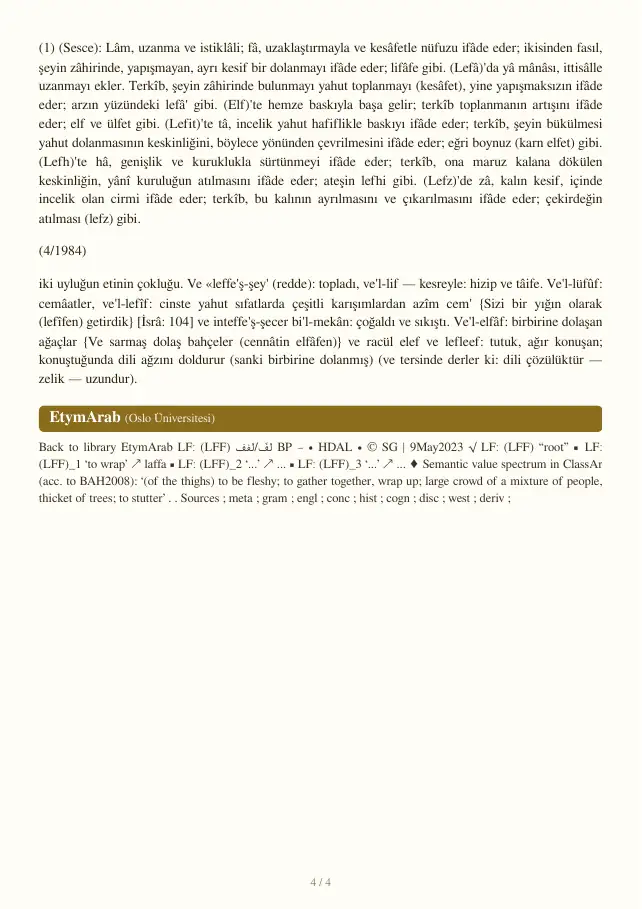 (1) (Sesce): Lâm, uzanma ve istiklâli; fâ, uzaklaştırmayla ve kesâfetle nüfuzu ifâde eder; ikisinden fasıl,
şeyin zâhirinde, yapışmayan, ayrı kesif bir dolanmayı ifâde eder; lifâfe gibi. (Lefâ)'da yâ mânâsı, ittisâlle
uzanmayı ekler. Terkîb, şeyin zâhirinde bulunmayı yahut toplanmayı (kesâfet), yine yapışmaksızın ifâde
eder; arzın yüzündeki lefâ' gibi. (Elf)'te hemze baskıyla başa gelir; terkîb toplanmanın artışını ifâde
eder; elf ve ülfet gibi. (Lefit)'te tâ, incelik yahut hafiflikle baskıyı ifâde eder; terkîb, şeyin bükülmesi
yahut dolanmasının keskinliğini, böylece yönünden çevrilmesini ifâde eder; eğri boynuz (karn elfet) gibi.
(Lefh)'te hâ, genişlik ve kuruklukla sürtünmeyi ifâde eder; terkîb, ona maruz kalana dökülen
keskinliğin, yânî kuruluğun atılmasını ifâde eder; ateşin lefhi gibi. (Lefz)'de zâ, kalın kesif, içinde
incelik olan cirmi ifâde eder; terkîb, bu kalının ayrılmasını ve çıkarılmasını ifâde eder; çekirdeğin
atılması (lefz) gibi.
(4/1984)
iki uyluğun etinin çokluğu. Ve «leffe'ş-şey' (redde): topladı, ve'l-lif — kesreyle: hizip ve tâife. Ve'l-lüfûf:
cemâatler, ve'l-lefîf: cinste yahut sıfatlarda çeşitli karışımlardan azîm cem' {Sizi bir yığın olarak
(lefîfen) getirdik} [İsrâ: 104] ve inteffe'ş-şecer bi'l-mekân: çoğaldı ve sıkıştı. Ve'l-elfâf: birbirine dolaşan
ağaçlar {Ve sarmaş dolaş bahçeler (cennâtin elfâfen)} ve racül elef ve lefleef: tutuk, ağır konuşan;
konuştuğunda dili ağzını doldurur (sanki birbirine dolanmış) (ve tersinde derler ki: dili çözülüktür —
zelik — uzundur).
EtymArab (Oslo Üniversitesi)
Back to library EtymArab LF: (LFF) لفّ/لفف BP – • HDAL • © SG | 9May2023 √ LF: (LFF) “root” ▪ LF:
(LFF)_1 ‘to wrap’ ↗ laffa ▪ LF: (LFF)_2 ‘...’ ↗ ... ▪ LF: (LFF)_3 ‘...’ ↗ ... ♦ Semantic value spectrum in ClassAr
(acc. to BAH2008): ‘(of the thighs) to be fleshy; to gather together, wrap up; large crowd of a mixture of people,
thicket of trees; to stutter’ . . Sources ; meta ; gram ; engl ; conc ; hist ; cogn ; disc ; west ; deriv ;
4 / 4